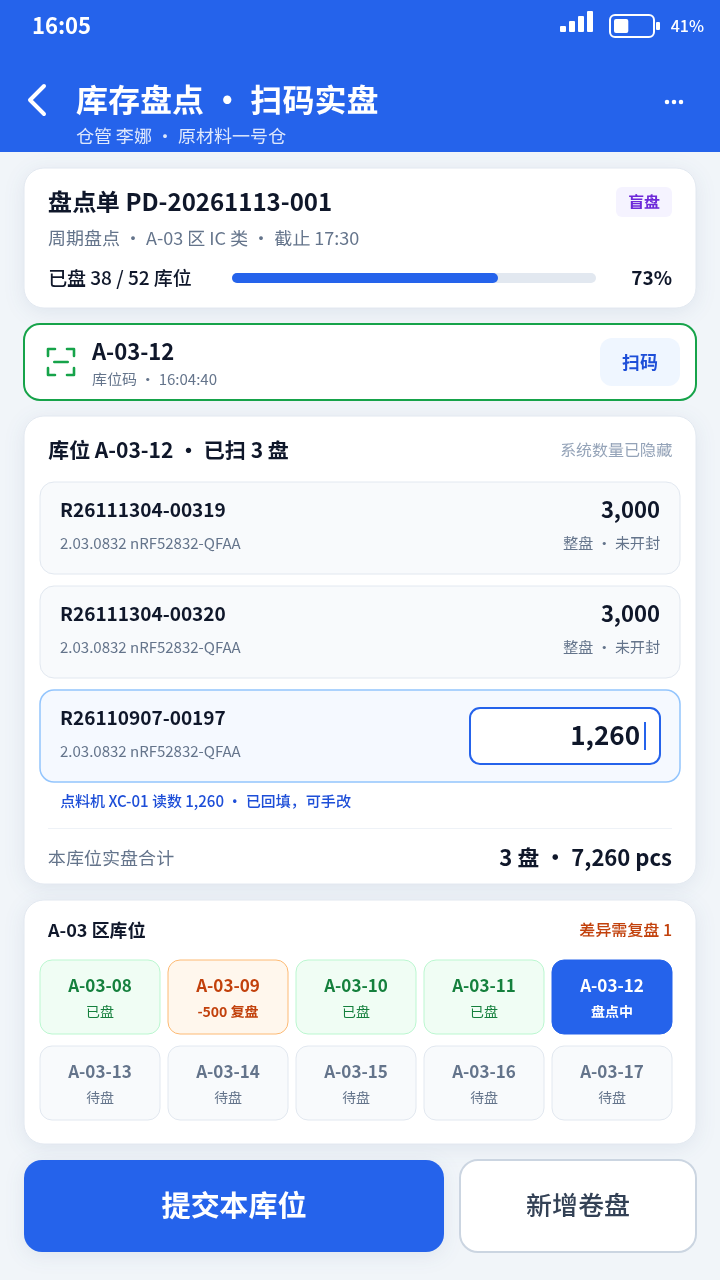 16:05
41%
库存盘点 · 扫码实盘
仓管 李娜 · 原材料一号仓
盘点单 PD-20261113-001
盲盘
周期盘点 · A-03 区 IC 类 · 截止 17:30
已盘 38 / 52 库位
73%
A-03-12
库位码 · 16:04:40
扫码
库位 A-03-12 · 已扫 3 盘
系统数量已隐藏
R26111304-00319
3,000
2.03.0832 nRF52832-QFAA
整盘 · 未开封
R26111304-00320
3,000
2.03.0832 nRF52832-QFAA
整盘 · 未开封
R26110907-00197
1,260
2.03.0832 nRF52832-QFAA
点料机 XC-01 读数 1,260 · 已回填，可手改
本库位实盘合计
3 盘 · 7,260 pcs
A-03 区库位
差异需复盘 1
A-03-08
已盘
A-03-09
-500 复盘
A-03-10
已盘
A-03-11
已盘
A-03-12
盘点中
A-03-13
待盘
A-03-14
待盘
A-03-15
待盘
A-03-16
待盘
A-03-17
待盘
提交本库位
新增卷盘